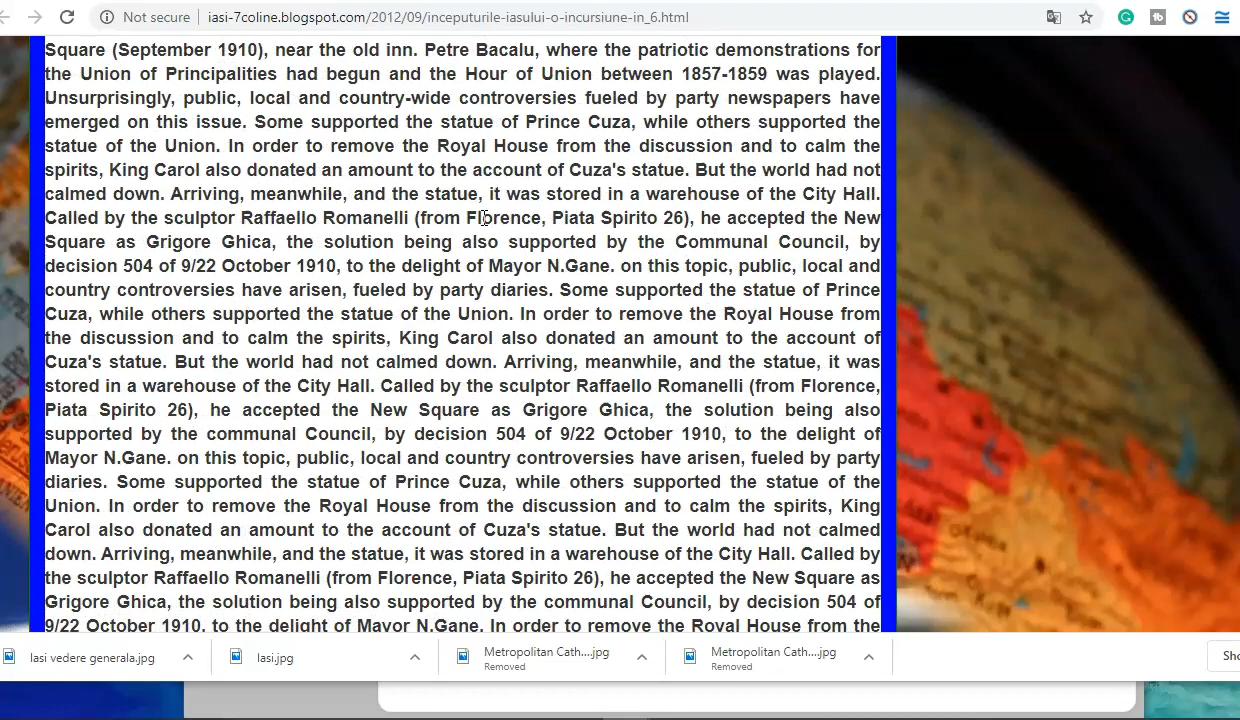 Not secure
iasi-7coline.blogspot.com/2012/09/inceputurile-iasului-o-incursiune-in_6.html
Square (September 1910), near the old inn. Petre Bacalu, where the patriotic demonstrations for
the Union of Principalities had begun and the Hour of Union between 1857-1859 was played.
Unsurprisingly, public, local and country-wide controversies fueled by party newspapers have
emerged on this issue. Some supported the statue of Prince Cuza, while others supported the
statue of the Union. In order to remove the Royal House from the discussion and to calm the
spirits, King Carol also donated an amount to the account of Cuza's statue. But the world had not
calmed down. Arriving, meanwhile, and the statue, it was stored in a warehouse of the City Hall.
Called by the sculptor Raffaello Romanelli (from Florence, Piata Spirito 26), he accepted the New
Square as Grigore Ghica, the solution being also supported by the Communal Council, by
decision 504 of 9/22 October 1910, to the delight of Mayor N.Gane. on this topic, public, local and
country controversies have arisen, fueled by party diaries. Some supported the statue of Prince
Cuza, while others supported the statue of the Union. In order to remove the Royal House from
the discussion and to calm the spirits, King Carol also donated an amount to the account of
Cuza's statue. But the world had not calmed down. Arriving, meanwhile, and the statue, it was
stored in a warehouse of the City Hall. Called by the sculptor Raffaello Romanelli (from Florence,
Piata Spirito 26), he accepted the New Square as Grigore Ghica, the solution being also
supported by the communal Council, by decision 504 of 9/22 October 1910, to the delight of
Mayor N.Gane. on this topic, public, local and country controversies have arisen, fueled by party
diaries. Some supported the statue of Prince Cuza, while others supported the statue of the
Union. In order to remove the Royal House from the discussion and to calm the spirits, King
Carol also donated an amount to the account of Cuza's statue. But the world had not calmed
down. Arriving, meanwhile, and the statue, it was stored in a warehouse of the City Hall. Called by
the sculptor Raffaello Romanelli (from Florence, Piata Spirito 26), he accepted the New Square as
Grigore Ghica, the solution being also supported by the communal Council, by decision 504 of
9/22 October 1910, to the delight of Mayor N.Gane. In order to remove the Royal House from the
Iasi vedere generala.jpg
Iasi.jpg
Metropolitan Cath....jpg
Removed
Metropolitan Cath....jpg
Removed
Sho